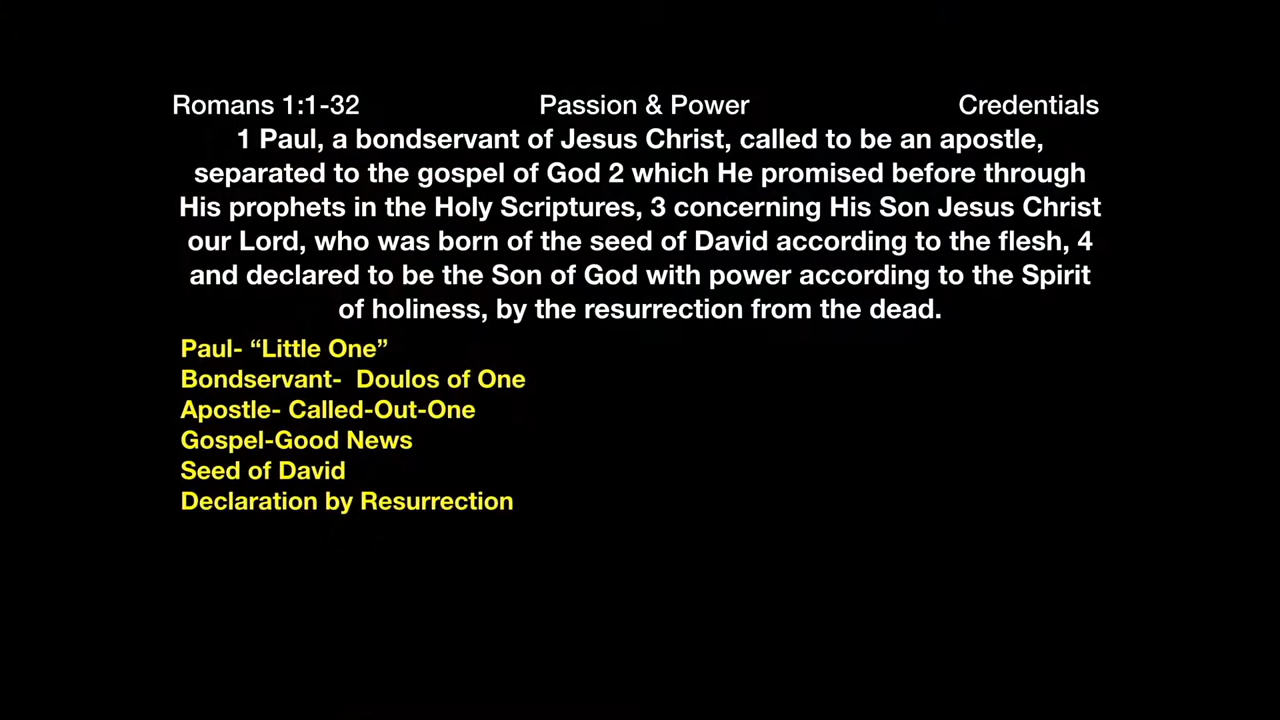 Romans 1:1-32 Passion & Power Credentials
1 Paul, a bondservant of Jesus Christ, called to be an apostle,
separated to the gospel of God 2 which He promised before through
His prophets in the Holy Scriptures, 3 concerning His Son Jesus Christ
our Lord, who was born of the seed of David according to the flesh, 4
and declared to be the Son of God with power according to the Spirit
of holiness, by the resurrection from the dead.
Paul- “Little One”
Bondservant-  Doulos of One
Apostle- Called-Out-One
Gospel-Good News
Seed of David
Declaration by Resurrection